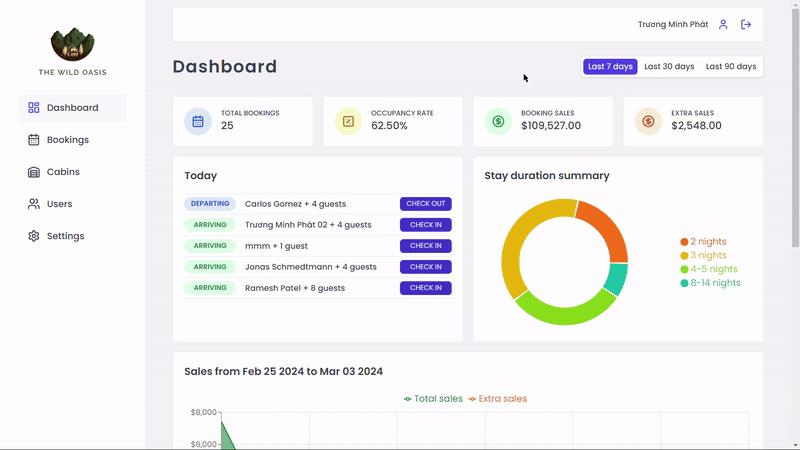 Trương Minh Phát
THE WILD OASIS
Dashboard
Bookings
Cabins
Users
Settings
Dashboard
Last 7 days Last 30 days Last 90 days
TOTAL BOOKINGS
25
OCCUPANCY RATE
62.50%
BOOKING SALES
$109,527.00
EXTRA SALES
$2,548.00
Today
DEPARTING Carlos Gomez + 4 guests CHECK OUT
ARRIVING Trương Minh Phát 02 + 4 guests CHECK IN
ARRIVING mmm + 1 guest CHECK IN
ARRIVING Jonas Schmedtmann + 4 guests CHECK IN
ARRIVING Ramesh Patel + 8 guests CHECK IN
Stay duration summary
2 nights
3 nights
4-5 nights
8-14 nights
Sales from Feb 25 2024 to Mar 03 2024
Total sales Extra sales
$8,000
$6,000